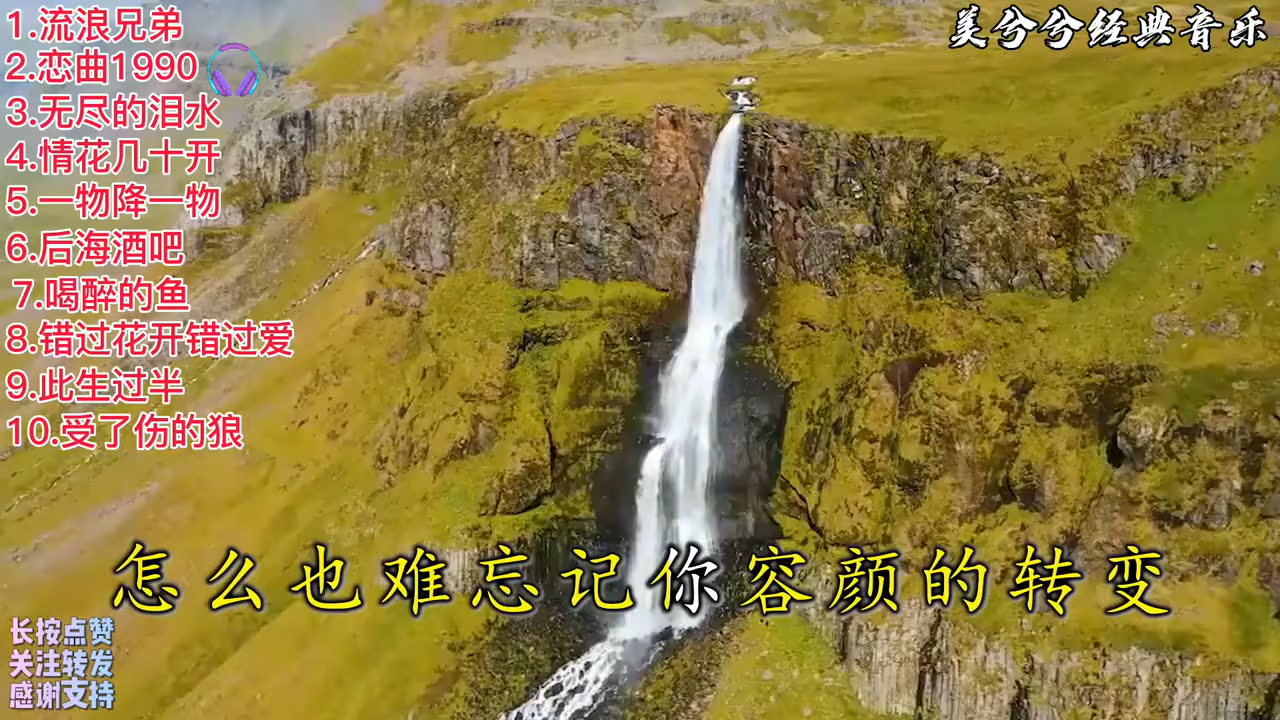 1.流浪兄弟
2.恋曲1990
3.无尽的泪水
4.情花几十开
5.一物降一物
6.后海酒吧
7.喝醉的鱼
8.错过花开错过爱
9.此生过半
10.受了伤的狼
美兮兮经典音乐
怎么也难忘记你容颜的转变
长按点赞
关注转发
感谢支持